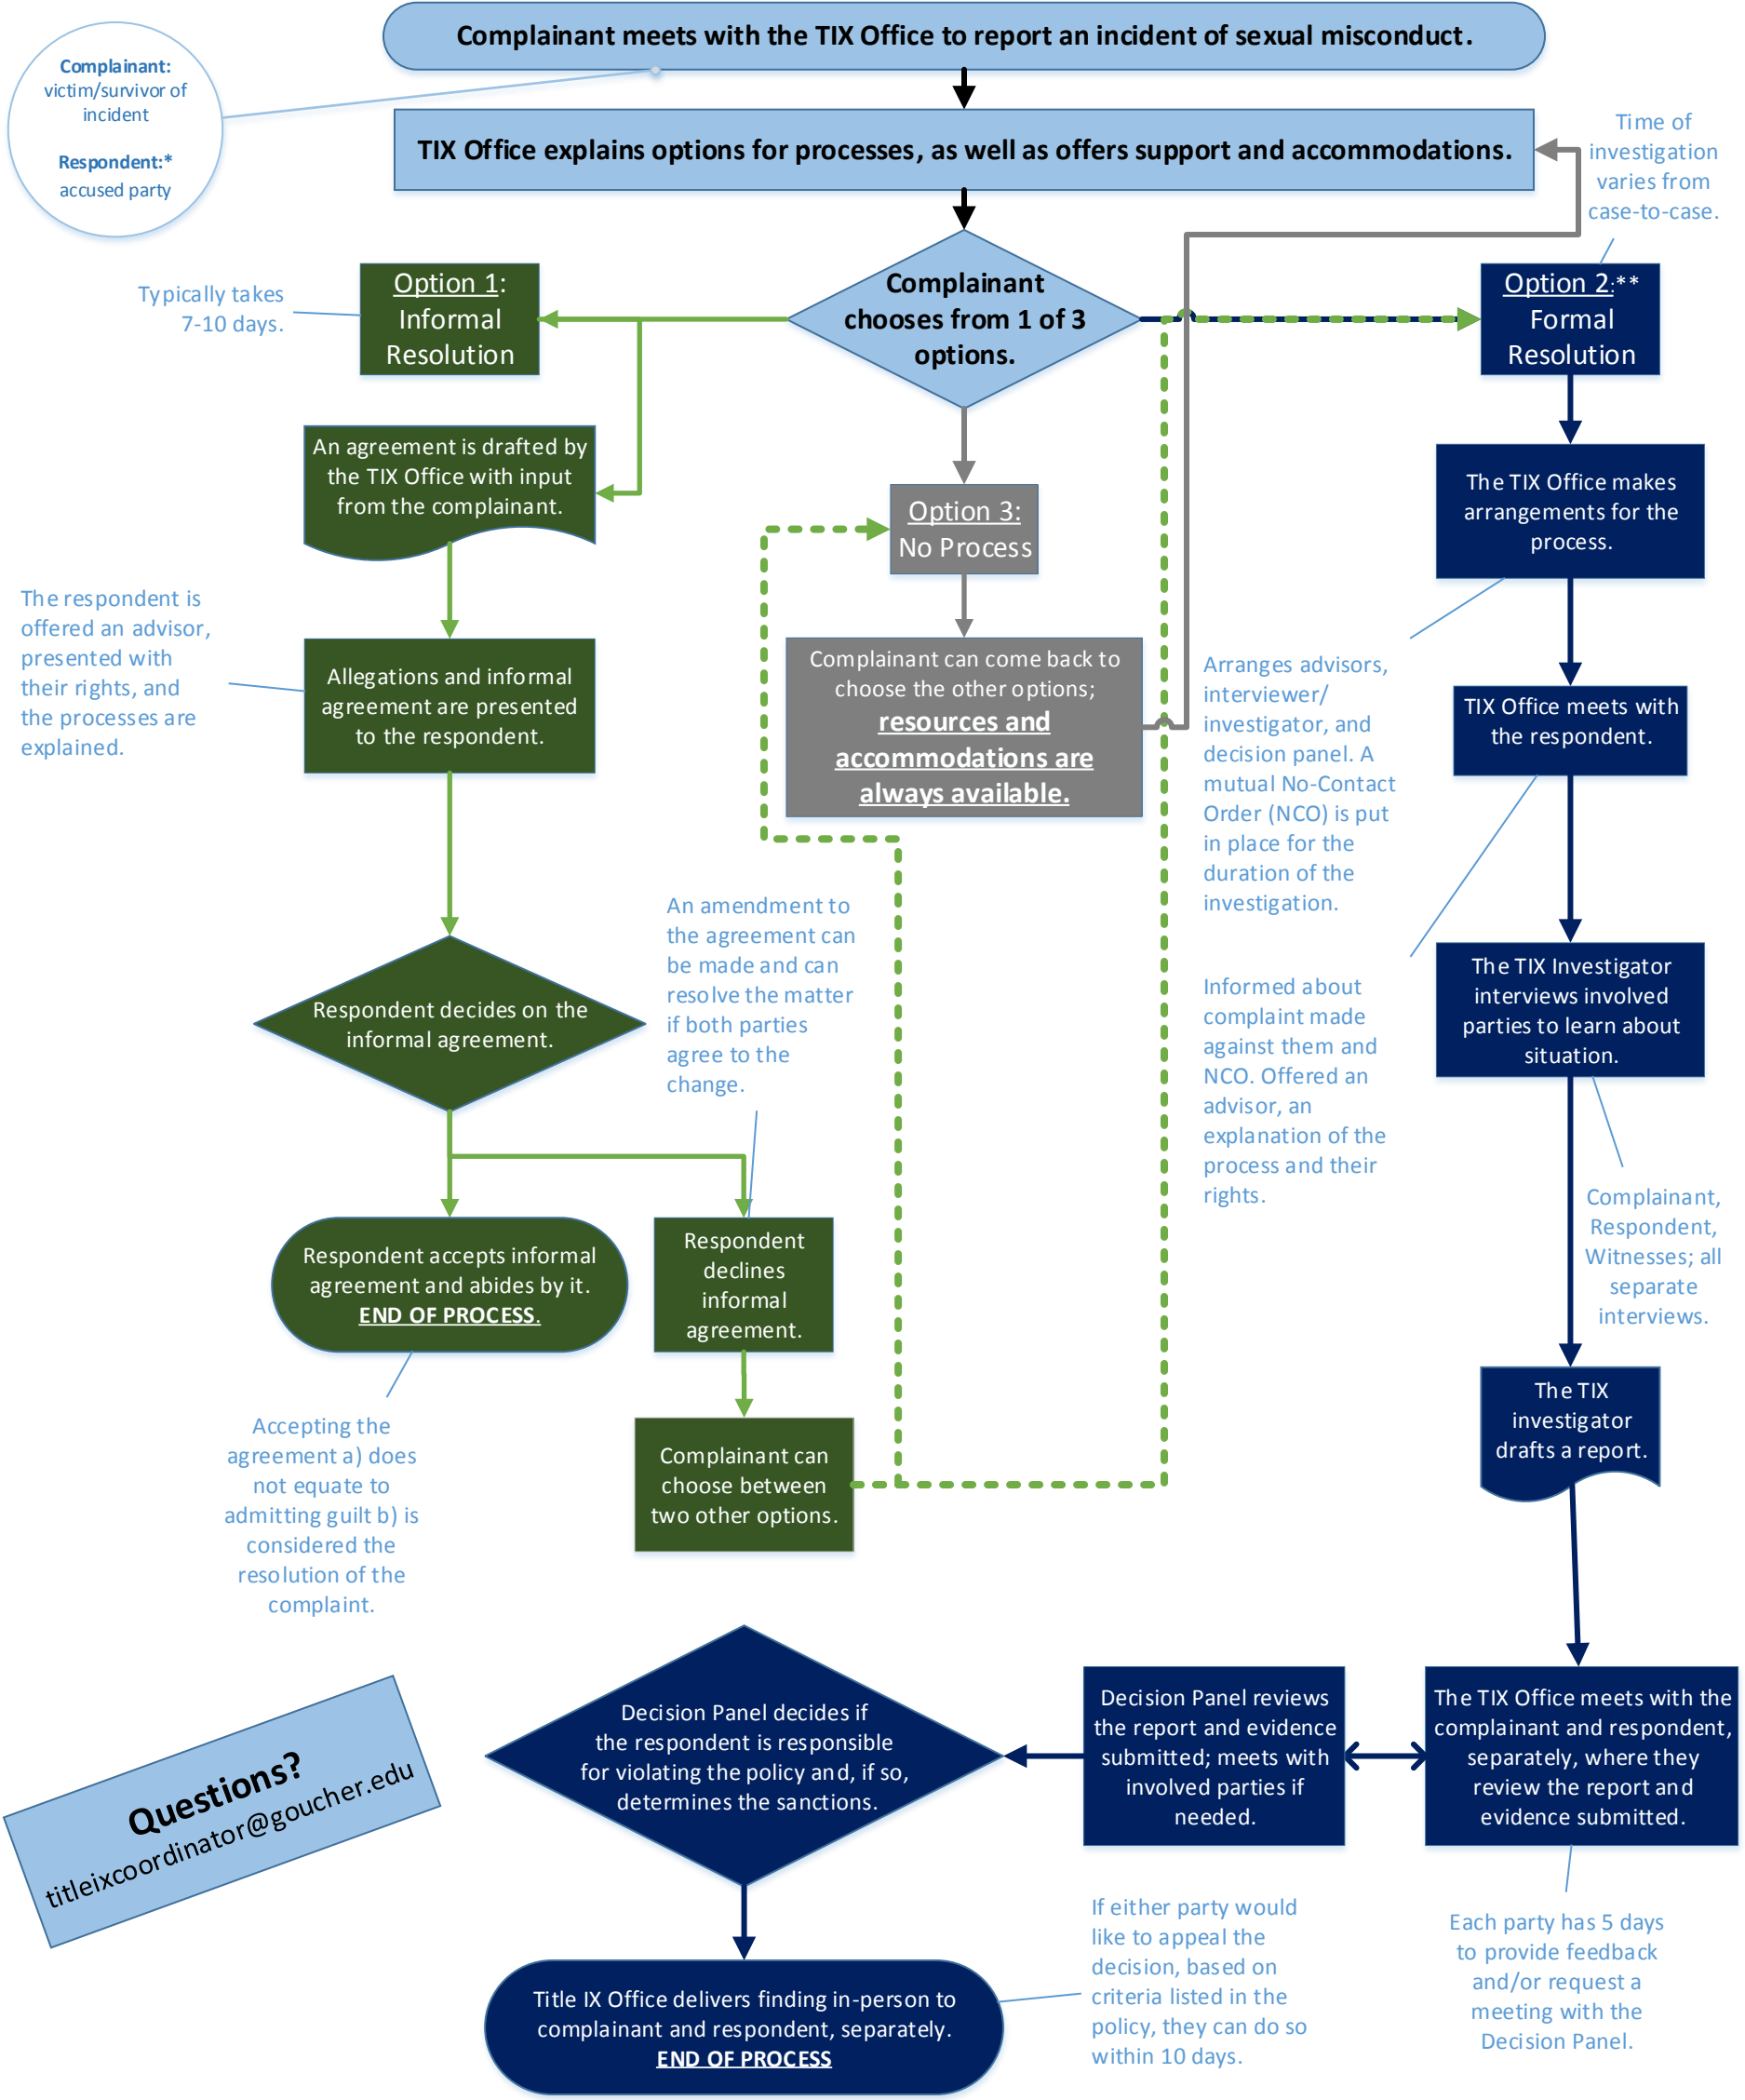 Complainant meets with the TIX Office to report an incident of sexual misconduct.
Complainant:
victim/survivor of
incident
Respondent:*
accused party
TIX Office explains options for processes, as well as offers support and accommodations.
Time of
investigation
varies from
case-to-case.
Complainant
chooses from 1 of 3
options.
Typically takes
7-10 days.
Option 1:
Informal
Resolution
An agreement is drafted by
the TIX Office with input
from the complainant.
The respondent is
offered an advisor,
presented with
their rights, and
the processes are
explained.
Allegations and informal
agreement are presented
to the respondent.
Respondent decides on the
informal agreement.
An amendment to
the agreement can
be made and can
resolve the matter
if both parties
agree to the
change.
Respondent accepts informal
agreement and abides by it.
END OF PROCESS.
Accepting the
agreement a) does
not equate to
admitting guilt b) is
considered the
resolution of the
complaint.
Respondent
declines
informal
agreement.
Complainant can
choose between
two other options.
Option 3:
No Process
Complainant can come back to
choose the other options;
resources and
accommodations are
always available.
Option 2:**
Formal
Resolution
The TIX Office makes
arrangements for the
process.
Arranges advisors,
interviewer/
investigator, and
decision panel. A
mutual No-Contact
Order (NCO) is put
in place for the
duration of the
investigation.
TIX Office meets with
the respondent.
Informed about
complaint made
against them and
NCO. Offered an
advisor, an
explanation of the
process and their
rights.
The TIX Investigator
interviews involved
parties to learn about
situation.
Complainant,
Respondent,
Witnesses; all
separate
interviews.
The TIX
investigator
drafts a report.
The TIX Office meets with the
complainant and respondent,
separately, where they
review the report and
evidence submitted.
Each party has 5 days
to provide feedback
and/or request a
meeting with the
Decision Panel.
Decision Panel reviews
the report and evidence
submitted; meets with
involved parties if
needed.
Decision Panel decides if
the respondent is responsible
for violating the policy and, if so,
determines the sanctions.
Title IX Office delivers finding in-person to
complainant and respondent, separately.
END OF PROCESS
If either party would
like to appeal the
decision, based on
criteria listed in the
policy, they can do so
within 10 days.
Questions?
titleixcoordinator@goucher.edu